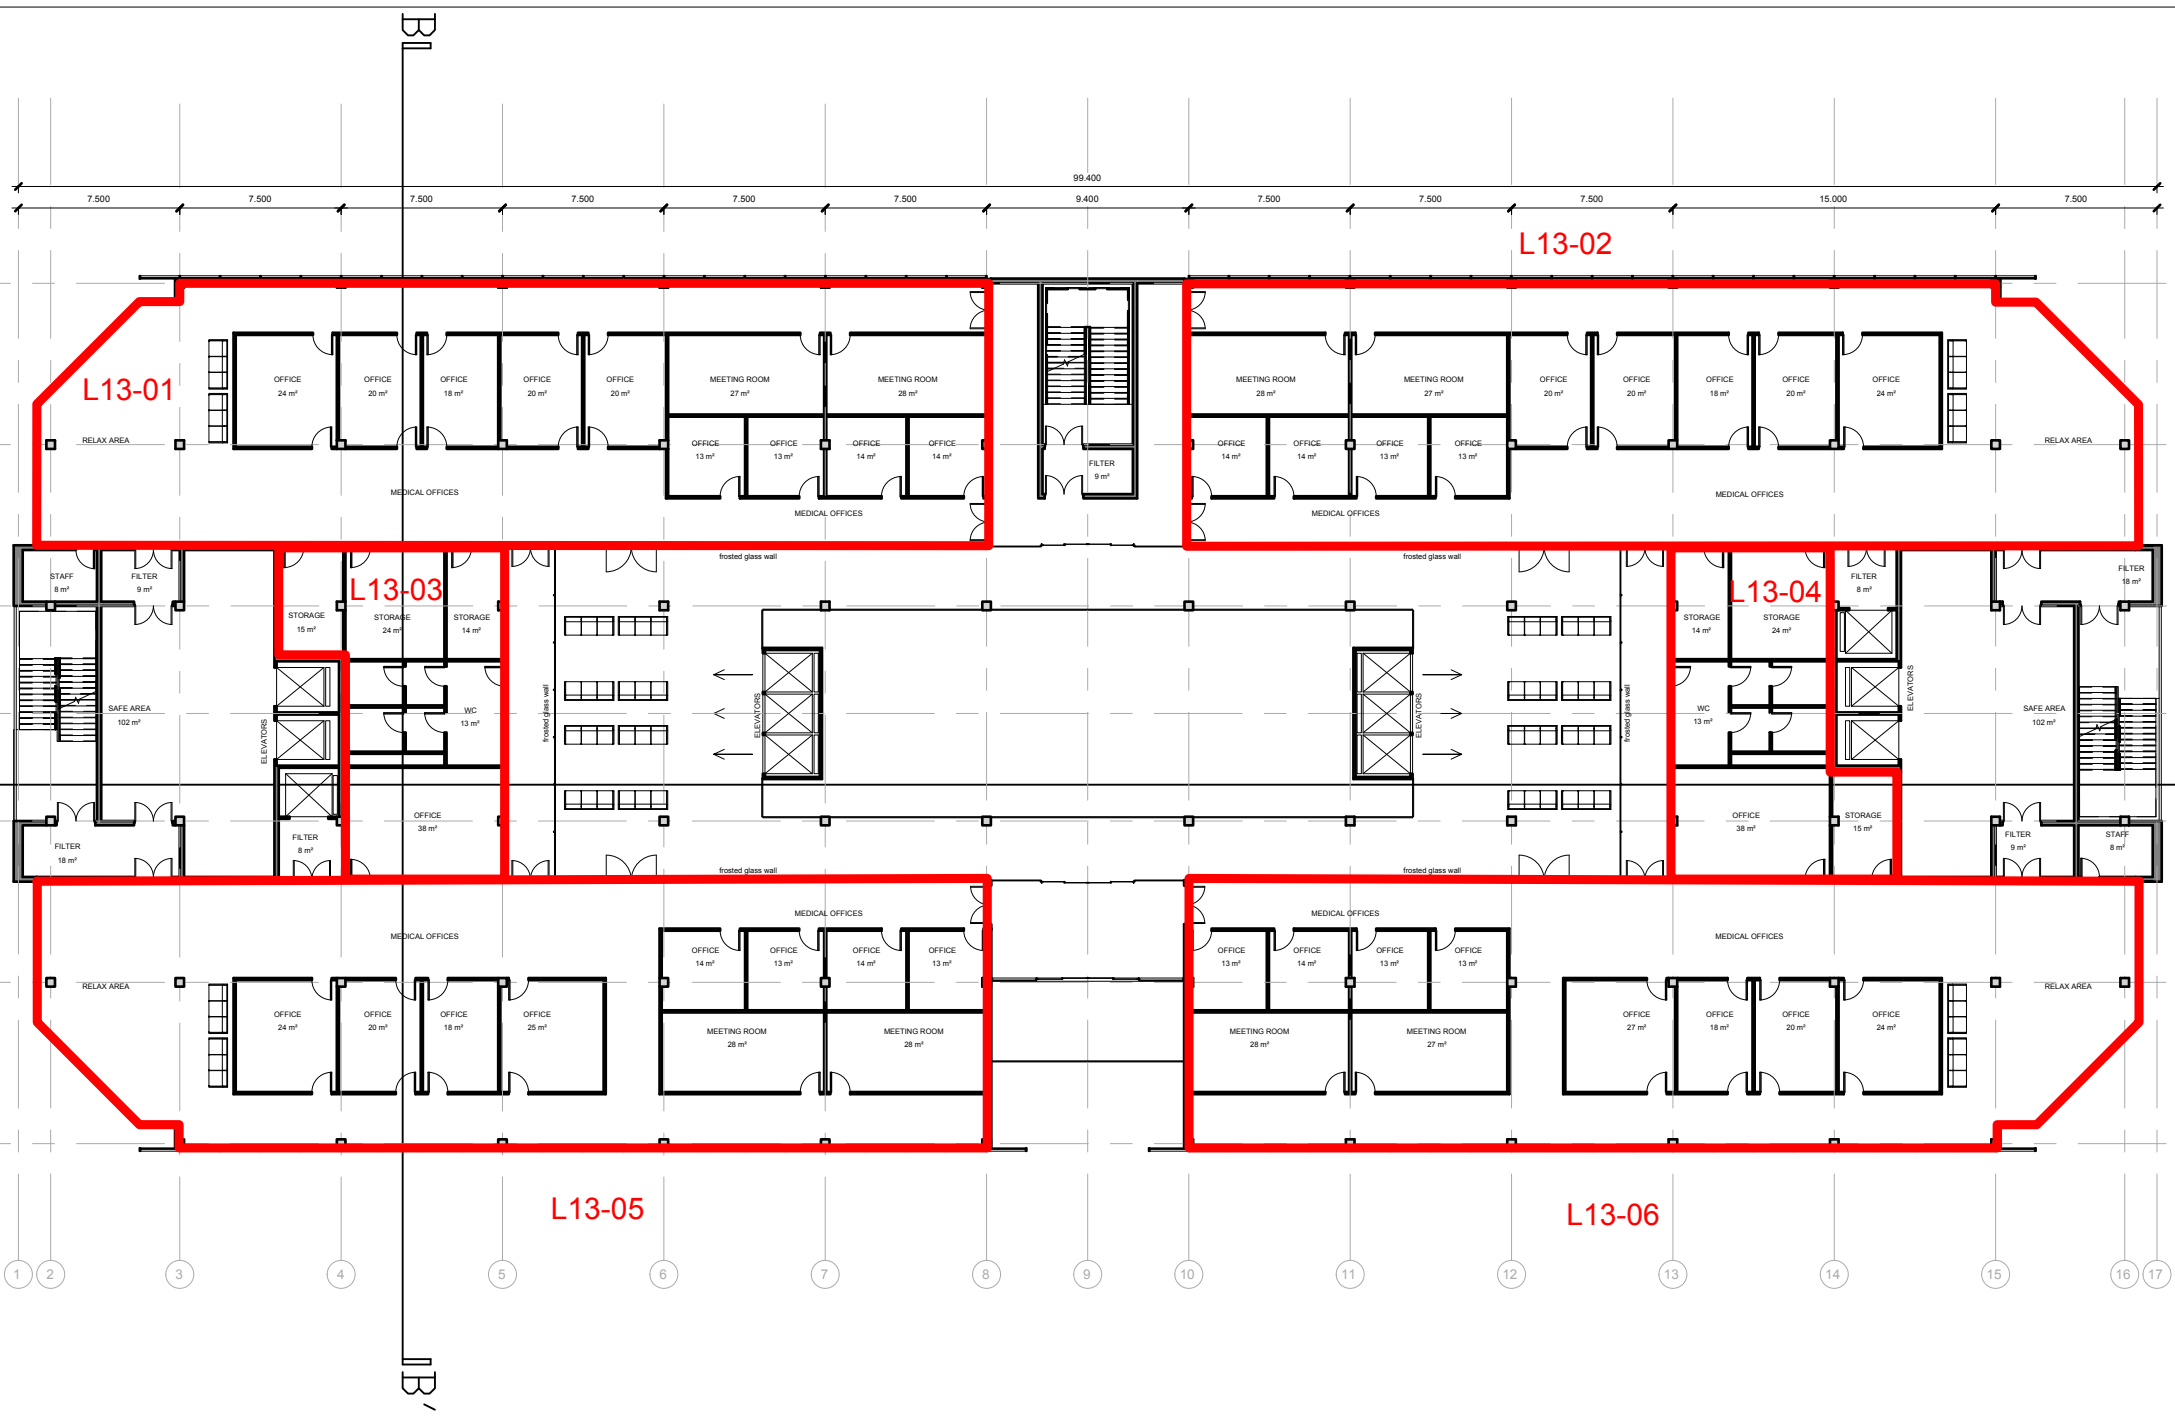 B
99.400
7.500 7.500 7.500 7.500 7.500 7.500 9.400 7.500 7.500 7.500 15.000 7.500
L13-02
L13-01
OFFICE
24 m²
OFFICE
20 m²
OFFICE
18 m²
OFFICE
20 m²
OFFICE
20 m²
MEETING ROOM
27 m²
MEETING ROOM
28 m²
MEETING ROOM
28 m²
MEETING ROOM
27 m²
OFFICE
20 m²
OFFICE
20 m²
OFFICE
18 m²
OFFICE
20 m²
OFFICE
24 m²
RELAX AREA
OFFICE
13 m²
OFFICE
13 m²
OFFICE
14 m²
OFFICE
14 m²
FILTER
9 m²
OFFICE
14 m²
OFFICE
14 m²
OFFICE
13 m²
OFFICE
13 m²
RELAX AREA
MEDICAL OFFICES
MEDICAL OFFICES
MEDICAL OFFICES
MEDICAL OFFICES
frosted glass wall
frosted glass wall
STAFF
8 m²
FILTER
9 m²
L13-03
STORAGE
15 m²
STORAGE
24 m²
STORAGE
14 m²
L13-04
STORAGE
14 m²
STORAGE
24 m²
FILTER
8 m²
FILTER
18 m²
SAFE AREA
102 m²
ELEVATORS
WC
13 m²
frosted glass wall
ELEVATORS
ELEVATORS
frosted glass wall
WC
13 m²
ELEVATORS
SAFE AREA
102 m²
FILTER
18 m²
FILTER
8 m²
OFFICE
38 m²
OFFICE
38 m²
STORAGE
15 m²
FILTER
9 m²
STAFF
8 m²
frosted glass wall
frosted glass wall
MEDICAL OFFICES
MEDICAL OFFICES
MEDICAL OFFICES
MEDICAL OFFICES
OFFICE
14 m²
OFFICE
13 m²
OFFICE
14 m²
OFFICE
13 m²
OFFICE
13 m²
OFFICE
14 m²
OFFICE
13 m²
OFFICE
13 m²
RELAX AREA
RELAX AREA
OFFICE
24 m²
OFFICE
20 m²
OFFICE
18 m²
OFFICE
25 m²
MEETING ROOM
28 m²
MEETING ROOM
28 m²
MEETING ROOM
28 m²
MEETING ROOM
27 m²
OFFICE
27 m²
OFFICE
18 m²
OFFICE
20 m²
OFFICE
24 m²
L13-05
L13-06
1 2 3 4 5 6 7 8 9 10 11 12 13 14 15 16 17
B'